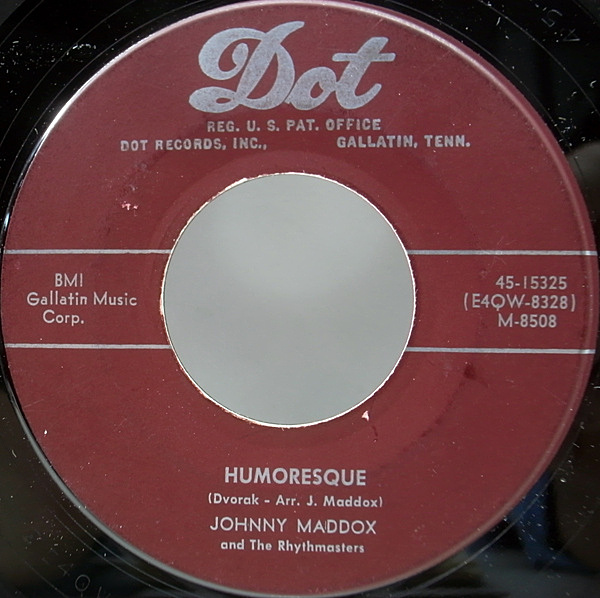 Dot
REG. U. S. PAT. OFFICE
DOT RECORDS, INC., GALLATIN, TENN.
BMI
Gallatin Music
Corp.
45-15325
(E4QW-8328)
M-8508
HUMORESQUE
(Dvorak - Arr. J. Maddox)
JOHNNY MADDOX
and The Rhythmasters